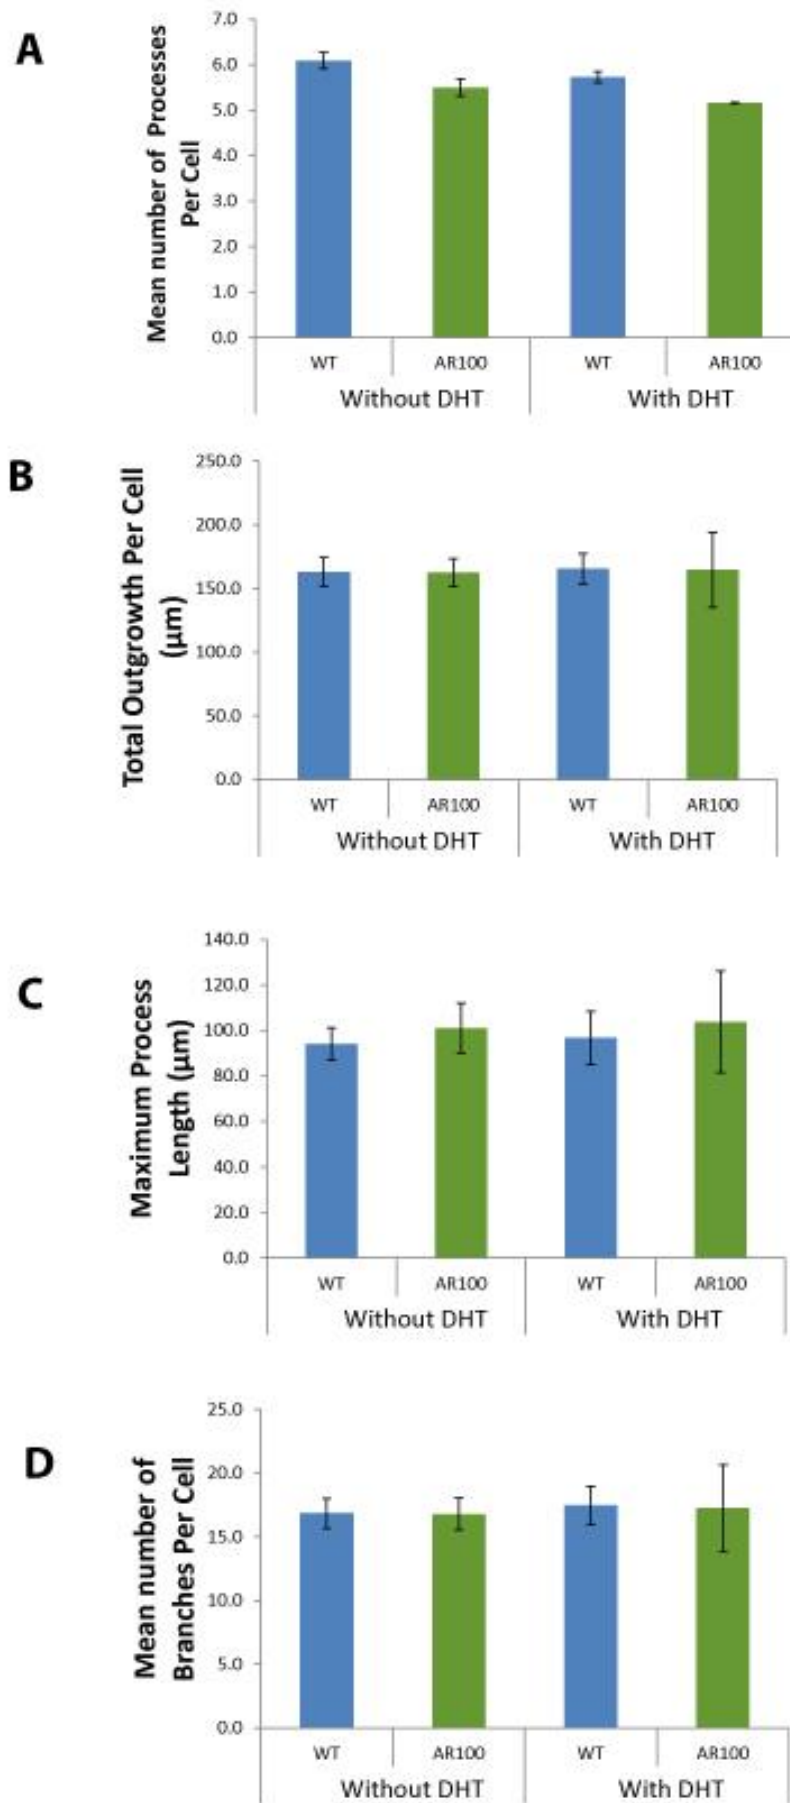 A
Mean number of Processes
Per Cell
7.0
6.0
5.0
4.0
3.0
2.0
1.0
0.0
WT
AR100
WT
AR100
Without DHT
With DHT
B
Total Outgrowth Per Cell
(µm)
250.0
200.0
150.0
100.0
50.0
0.0
WT
AR100
WT
AR100
Without DHT
With DHT
C
Maximum Process
Length (µm)
140.0
120.0
100.0
80.0
60.0
40.0
20.0
0.0
WT
AR100
WT
AR100
Without DHT
With DHT
D
Mean number of
Branches Per Cell
25.0
20.0
15.0
10.0
5.0
0.0
WT
AR100
WT
AR100
Without DHT
With DHT